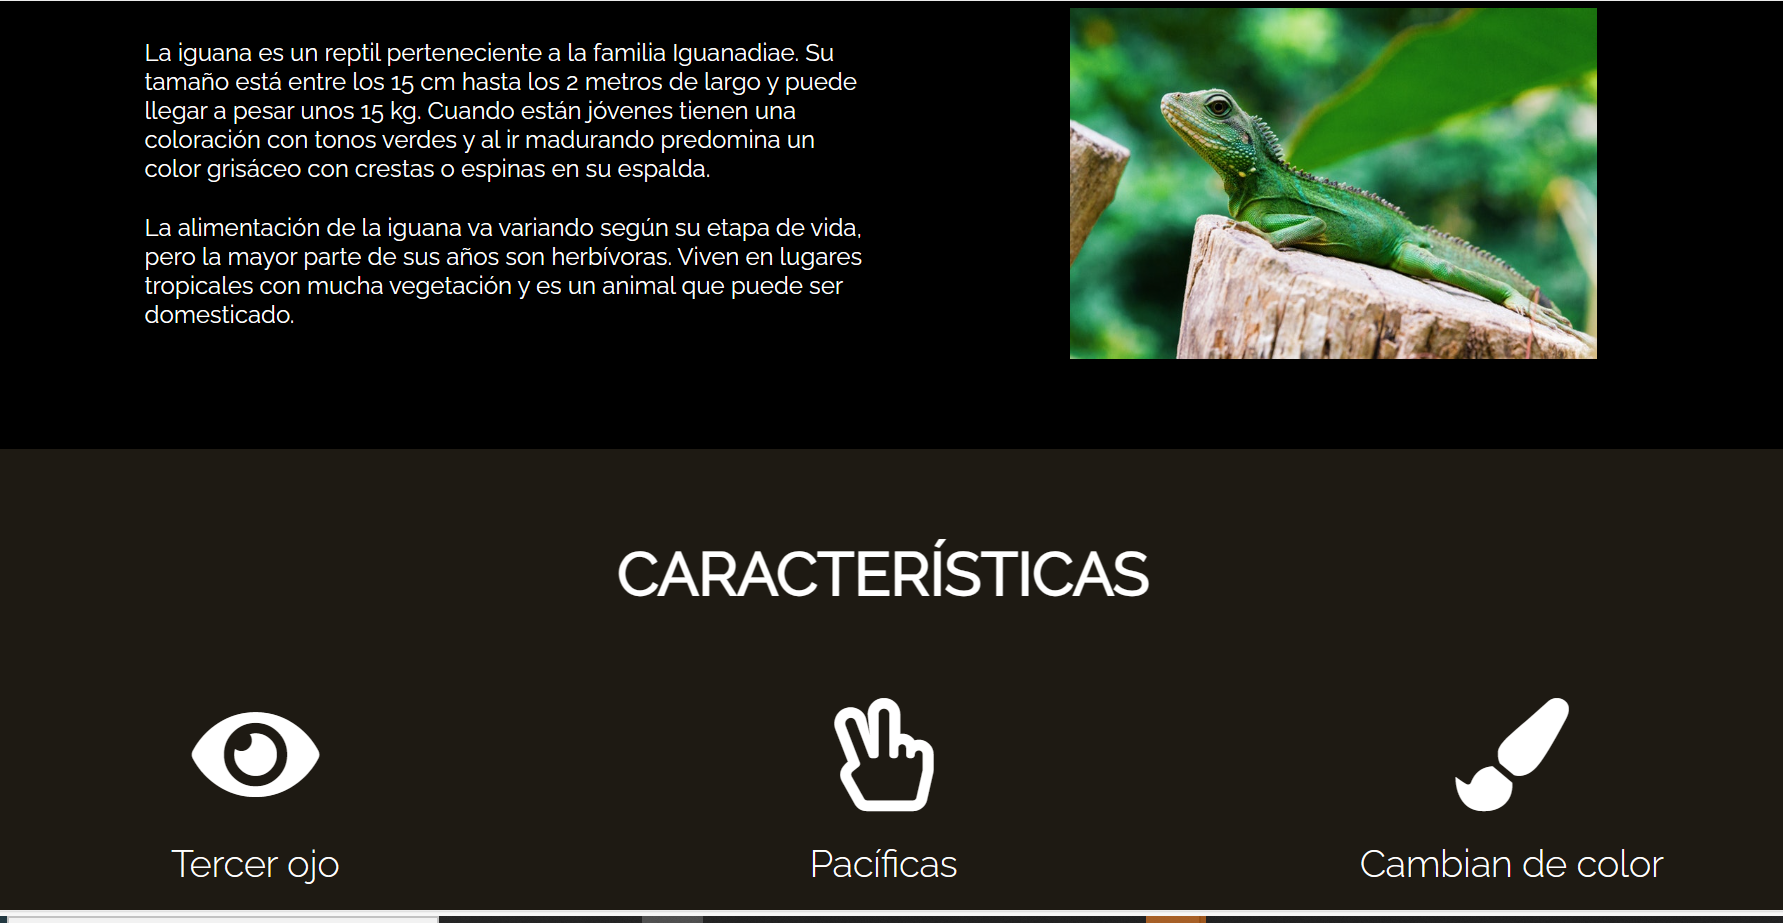 La iguana es un reptil perteneciente a la familia Iguanadiae. Su
tamaño está entre los 15 cm hasta los 2 metros de largo y puede
llegar a pesar unos 15 kg. Cuando están jóvenes tienen una
coloración con tonos verdes y al ir madurando predomina un
color grisáceo con crestas o espinas en su espalda.
La alimentación de la iguana va variando según su etapa de vida,
pero la mayor parte de sus años son herbívoras. Viven en lugares
tropicales con mucha vegetación y es un animal que puede ser
domesticado.
CARACTERÍSTICAS
Tercer ojo
Pacíficas
Cambian de color